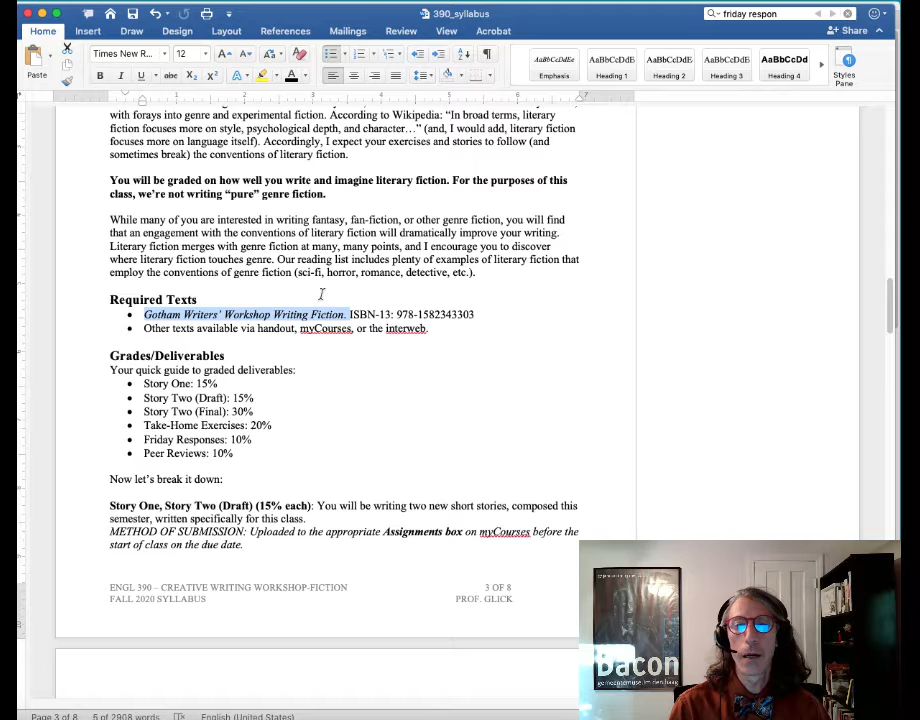 390_syllabus
friday respon
Home Insert Draw Design Layout References Mailings Review View Acrobat
Share
Times New R... 12
AaBbCcDdEe AaBbCcDc AaBbCcDc AaBbCcDc AaBbCcDd
Paste Emphasis Heading 1 Heading 2 Heading 3 Heading 4 Styles Pane
with forays into genre and experimental fiction. According to Wikipedia: “In broad terms, literary
fiction focuses more on style, psychological depth, and character…” (and, I would add, literary fiction
focuses more on language itself). Accordingly, I expect your exercises and stories to follow (and
sometimes break) the conventions of literary fiction.
You will be graded on how well you write and imagine literary fiction. For the purposes of this
class, we’re not writing “pure” genre fiction.
While many of you are interested in writing fantasy, fan-fiction, or other genre fiction, you will find
that an engagement with the conventions of literary fiction will dramatically improve your writing.
Literary fiction merges with genre fiction at many, many points, and I encourage you to discover
where literary fiction touches genre. Our reading list includes plenty of examples of literary fiction that
employ the conventions of genre fiction (sci-fi, horror, romance, detective, etc.).
Required Texts
• Gotham Writers’ Workshop Writing Fiction. ISBN-13: 978-1582343303
• Other texts available via handout, myCourses, or the interweb.
Grades/Deliverables
Your quick guide to graded deliverables:
• Story One: 15%
• Story Two (Draft): 15%
• Story Two (Final): 30%
• Take-Home Exercises: 20%
• Friday Responses: 10%
• Peer Reviews: 10%
Now let’s break it down:
Story One, Story Two (Draft) (15% each): You will be writing two new short stories, composed this
semester, written specifically for this class.
METHOD OF SUBMISSION: Uploaded to the appropriate Assignments box on myCourses before the
start of class on the due date.
ENGL 390 – CREATIVE WRITING WORKSHOP-FICTION 3 OF 8
FALL 2020 SYLLABUS PROF. GLICK
Bacon
gemeentemuseum den haag
Page 3 of 8 5 of 2908 words English (United States)